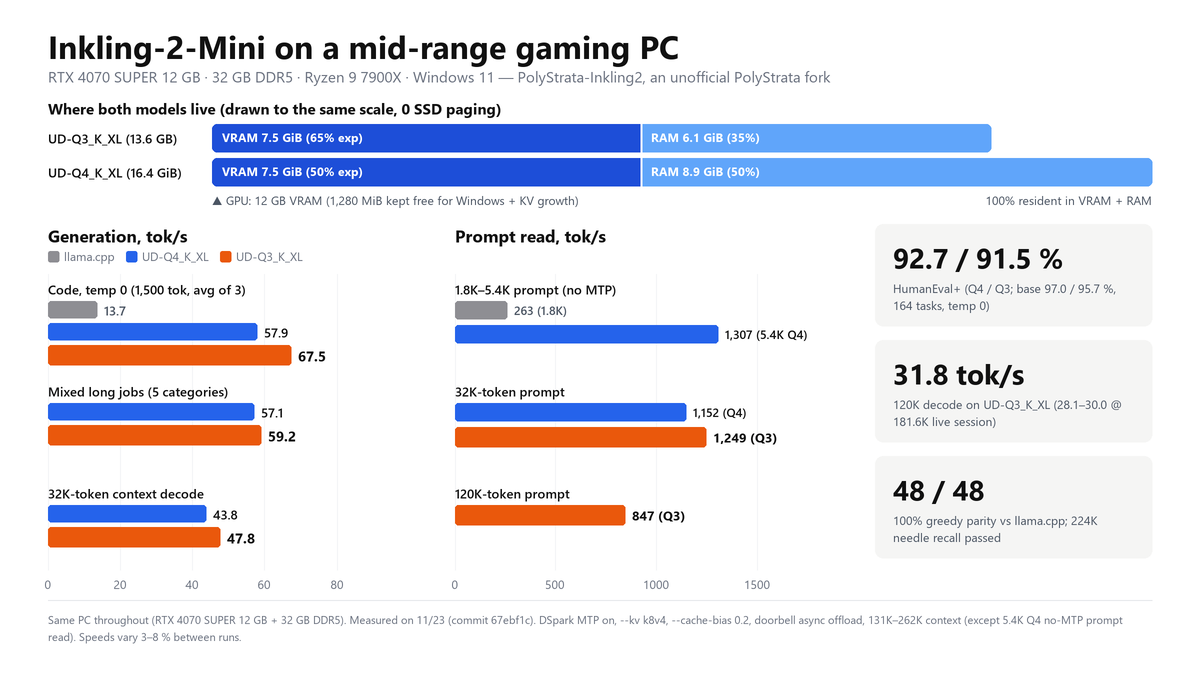 Inkling-2-Mini on a mid-range gaming PC
RTX 4070 SUPER 12 GB · 32 GB DDR5 · Ryzen 9 7900X · Windows 11 — PolyStrata-Inkling2, an unofficial PolyStrata fork
Where both models live (drawn to the same scale, 0 SSD paging)
UD-Q3_K_XL (13.6 GB)
VRAM 7.5 GiB (65% exp)
RAM 6.1 GiB (35%)
UD-Q4_K_XL (16.4 GiB)
VRAM 7.5 GiB (50% exp)
RAM 8.9 GiB (50%)
▲ GPU: 12 GB VRAM (1,280 MiB kept free for Windows + KV growth)
100% resident in VRAM + RAM
Generation, tok/s
llama.cpp
UD-Q4_K_XL
UD-Q3_K_XL
Code, temp 0 (1,500 tok, avg of 3)
13.7
57.9
67.5
Mixed long jobs (5 categories)
57.1
59.2
32K-token context decode
43.8
47.8
0
20
40
60
80
Prompt read, tok/s
1.8K–5.4K prompt (no MTP)
263 (1.8K)
1,307 (5.4K Q4)
32K-token prompt
1,152 (Q4)
1,249 (Q3)
120K-token prompt
847 (Q3)
0
500
1000
1500
92.7 / 91.5 %
HumanEval+ (Q4 / Q3; base 97.0 / 95.7 %,
164 tasks, temp 0)
31.8 tok/s
120K decode on UD-Q3_K_XL (28.1–30.0 @
181.6K live session)
48 / 48
100% greedy parity vs llama.cpp; 224K
needle recall passed
Same PC throughout (RTX 4070 SUPER 12 GB + 32 GB DDR5). Measured on 11/23 (commit 67ebf1c). DSpark MTP on, --kv k8v4, --cache-bias 0.2, doorbell async offload, 131K–262K context (except 5.4K Q4 no-MTP prompt
read). Speeds vary 3–8 % between runs.